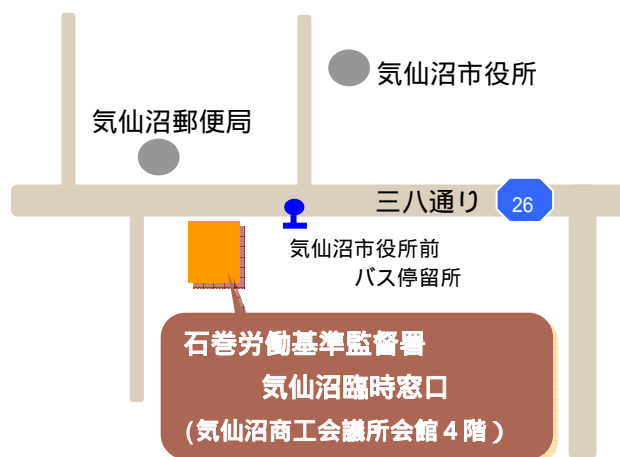 気仙沼市役所
気仙沼郵便局
三八通り 26
気仙沼市役所前
バス停留所
石巻労働基準監督署
気仙沼臨時窓口
(気仙沼商工会議所会館４階）